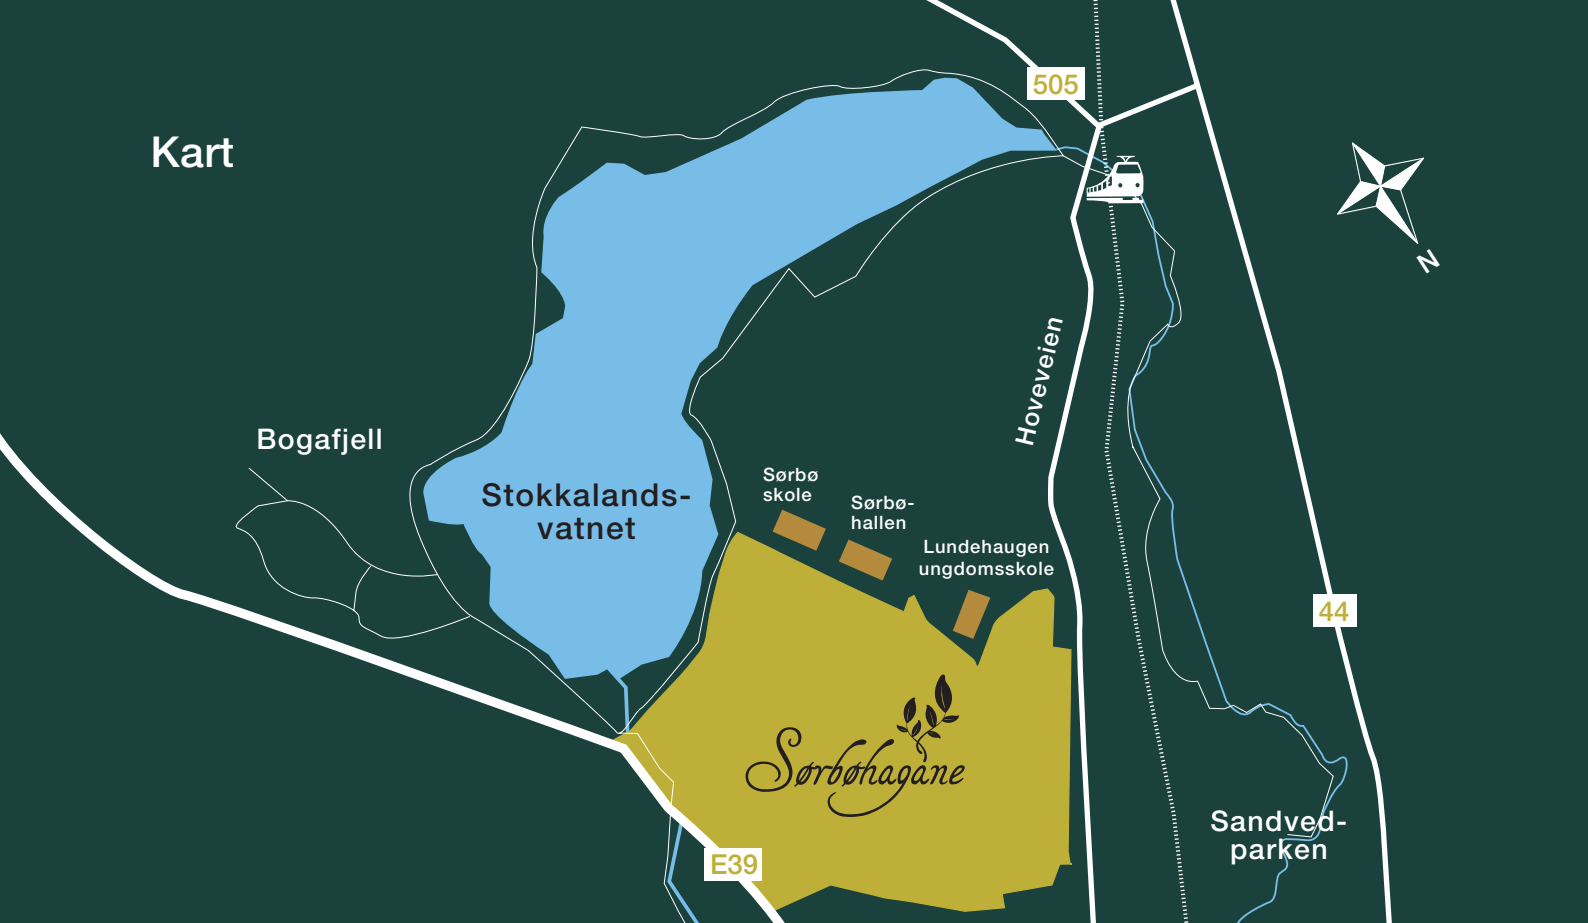 Kart
505
N
Hoveveien
Bogafjell
Stokkalands-
vatnet
Sørbø
skole
Sørbø-
hallen
Lundehaugen
ungdomsskole
44
Sørbøhagane
Sandved-
parken
E39